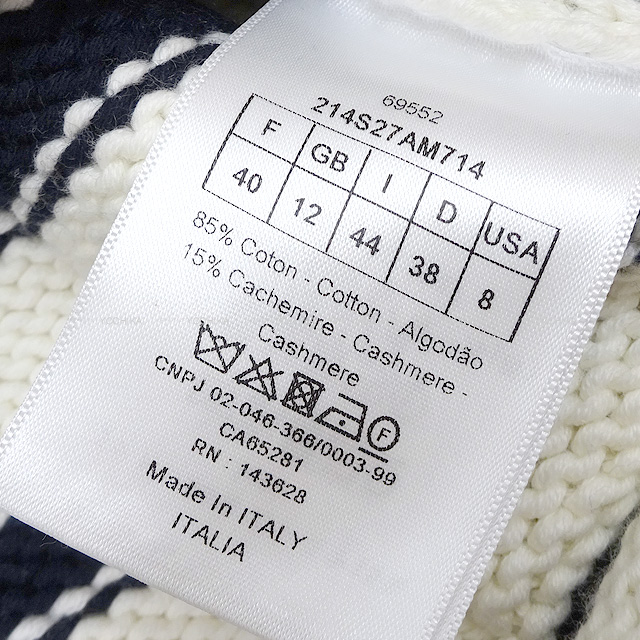 69552
214S27AM714
F GB I D USA
40 12 44 38 8
85% Coton - Cotton - Algodão
15% Cachemire - Cashmere -
Cashmere
F
CNPJ 02-046-366/0003-99
CA65281
RN : 143628
Made In ITALY
ITALIA